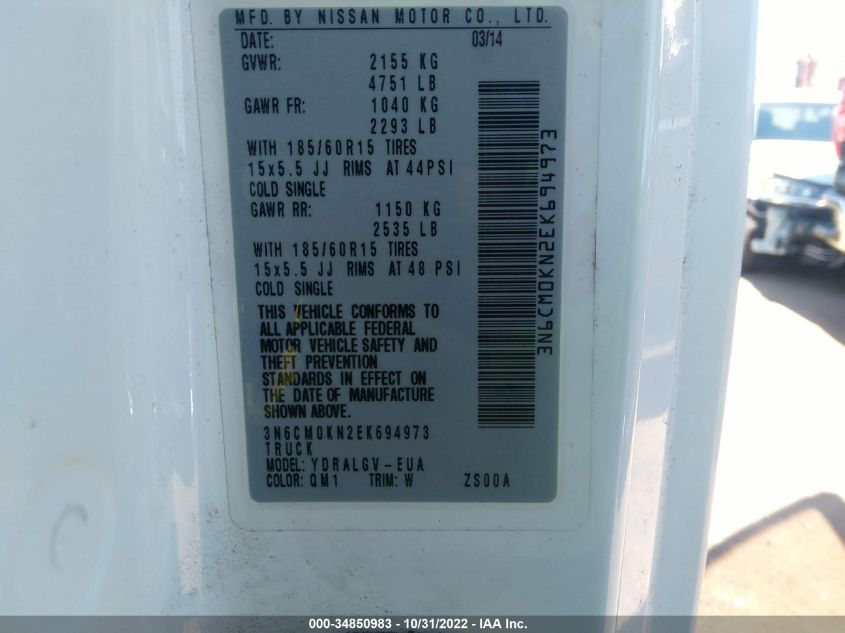 MFD. BY NISSAN MOTOR CO., LTD.
DATE: 03/14
GVWR: 2155 KG
4751 LB
GAWR FR: 1040 KG
2293 LB
WITH 185/60R15 TIRES
15x5.5 JJ RIMS AT 44PSI
COLD SINGLE
GAWR RR: 1150 KG
2535 LB
WITH 185/60R15 TIRES
15x5.5 JJ RIMS AT 48 PSI
COLD SINGLE
THIS VEHICLE CONFORMS TO
ALL APPLICABLE FEDERAL
MOTOR VEHICLE SAFETY AND
THEFT PREVENTION
STANDARDS IN EFFECT ON
THE DATE OF MANUFACTURE
SHOWN ABOVE.
3N6CM0KN2EK694973
TRUCK
MODEL: YDRALGV-EUA
COLOR: QM1 TRIM: W ZS00A
3N6CM0KN2EK694973
000-34850983 - 10/31/2022 - IAA Inc.